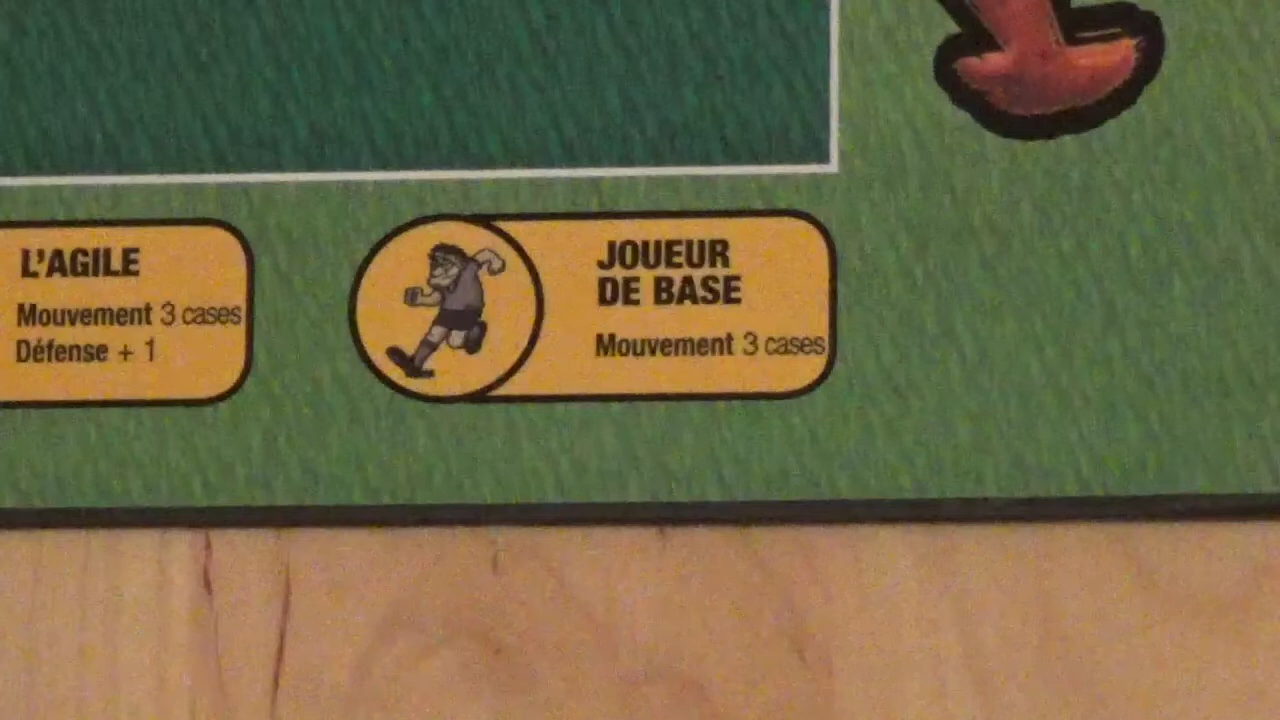 L'AGILE
Mouvement 3 cases
Défense + 1
JOUEUR
DE BASE
Mouvement 3 cases